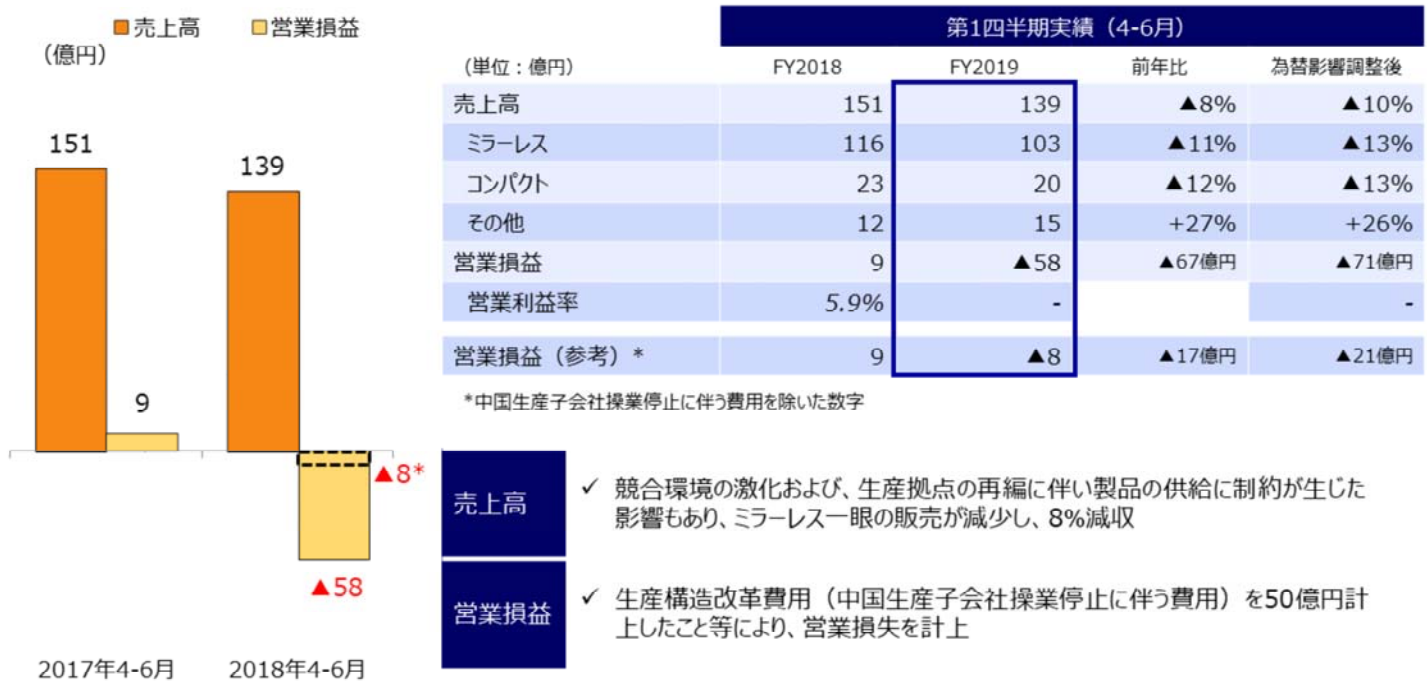 ■売上高 ■営業損益
（億円）
151
139
9
▲8*
▲58
2017年4-6月 2018年4-6月
第1四半期実績（4-6月）
（単位：億円） FY2018 FY2019 前年比 為替影響調整後
売上高 151 139 ▲8% ▲10%
ミラーレス 116 103 ▲11% ▲13%
コンパクト 23 20 ▲12% ▲13%
その他 12 15 +27% +26%
営業損益 9 ▲58 ▲67億円 ▲71億円
営業利益率 5.9% - -
営業損益（参考）* 9 ▲8 ▲17億円 ▲21億円
*中国生産子会社操業停止に伴う費用を除いた数字
売上高
✓ 競合環境の激化および、生産拠点の再編に伴い製品の供給に制約が生じた
影響もあり、ミラーレス一眼の販売が減少し、8%減収
営業損益
✓ 生産構造改革費用（中国生産子会社操業停止に伴う費用）を50億円計
上したこと等により、営業損失を計上